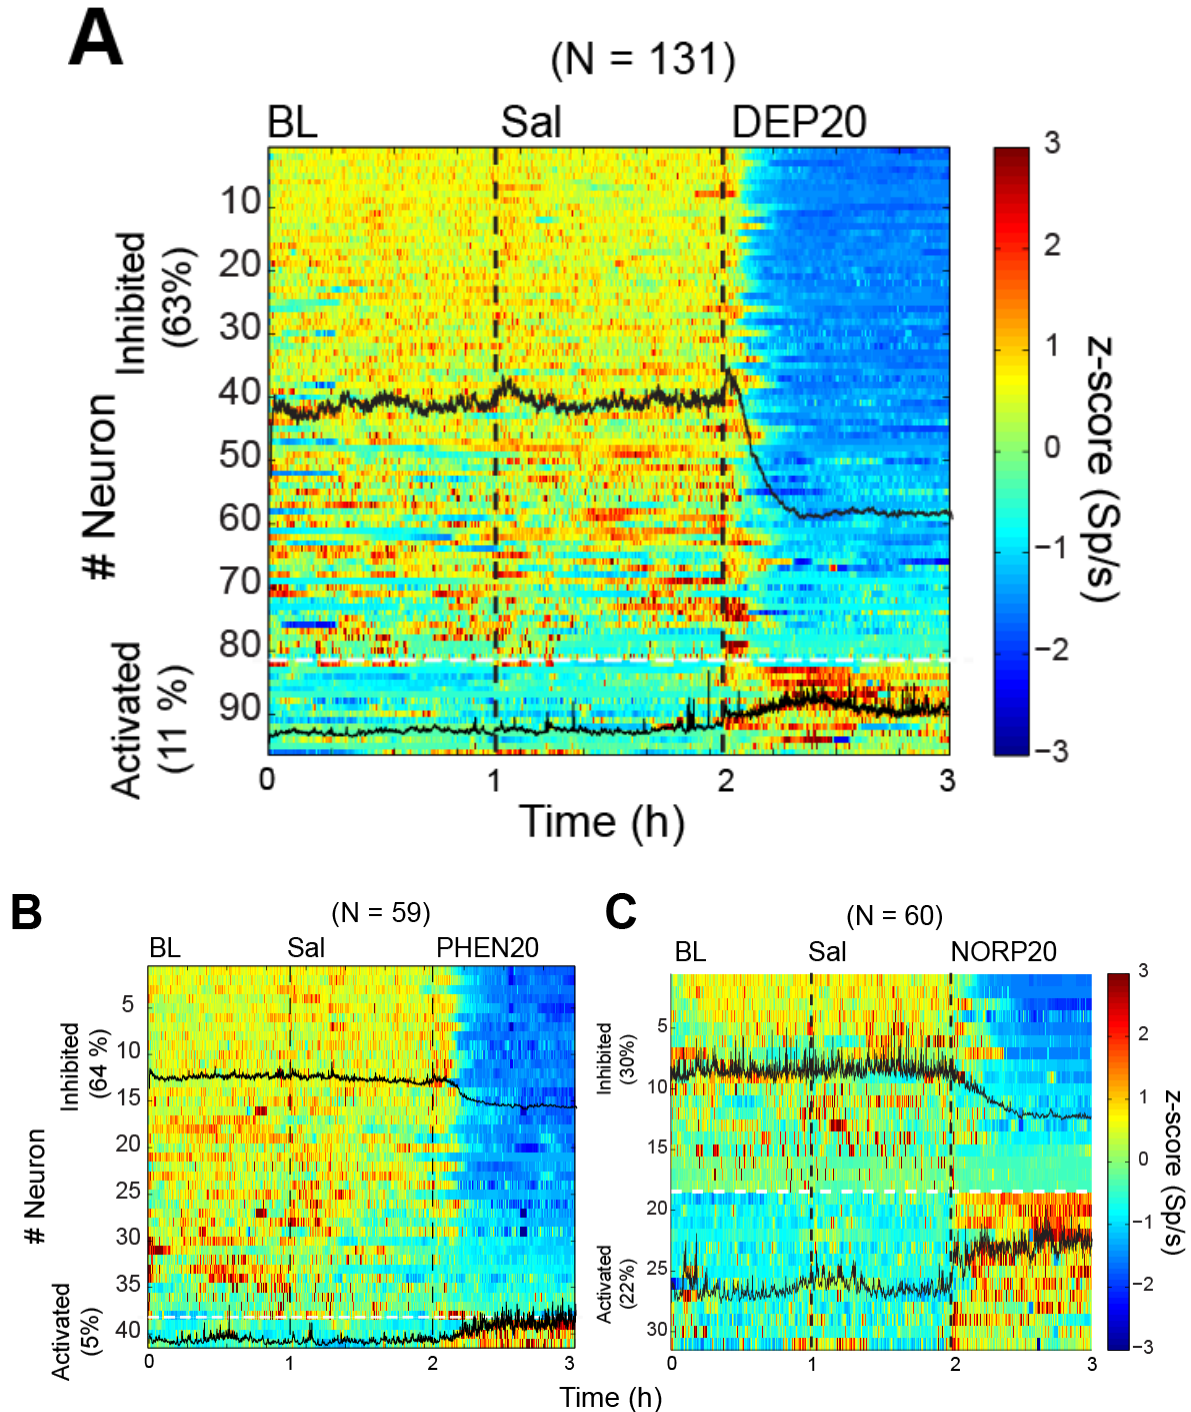 A
(N = 131)
BL Sal DEP20
Inhibited
(63%)
Activated
(11 %)
# Neuron
10
20
30
40
50
60
70
80
90
0 1 2 3
Time (h)
3
2
1
0
−1
−2
−3
z-score (Sp/s)
B
(N = 59)
BL Sal PHEN20
Inhibited
(64 %)
Activated
(5%)
# Neuron
5
10
15
20
25
30
35
40
0 1 2 3
C
(N = 60)
BL Sal NORP20
Inhibited
(30%)
Activated
(22%)
5
10
15
20
25
30
0 1 2 3
3
2
1
0
−1
−2
−3
z-score (Sp/s)
Time (h)